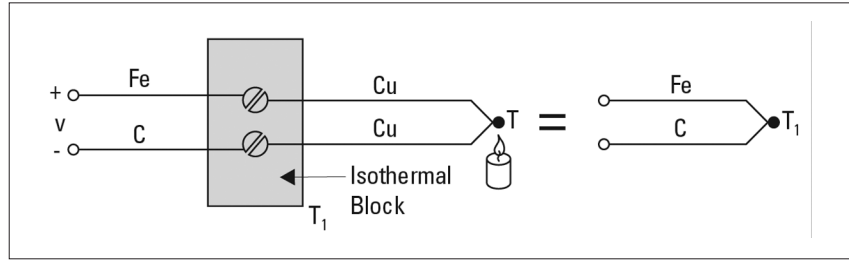 Fe
Cu
Fe
+
v
-
C
Cu
T
=
C
T1
Isothermal
Block
T1